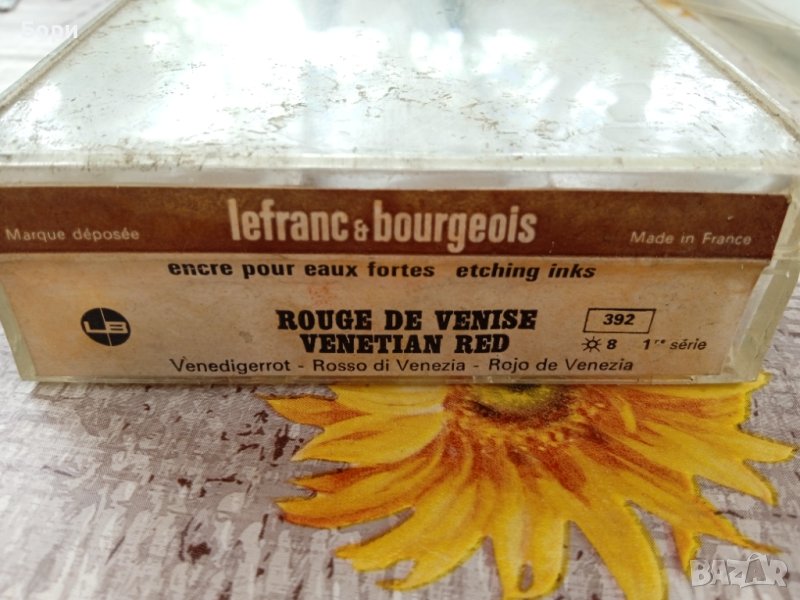 Бори
lefranc & bourgeois
Marque déposée
Made in France
encre pour eaux fortes etching inks
ROUGE DE VENISE
392
VENETIAN RED
8 1re série
Venedigerrot - Rosso di Venezia - Rojo de Venezia
LB
BAZAR